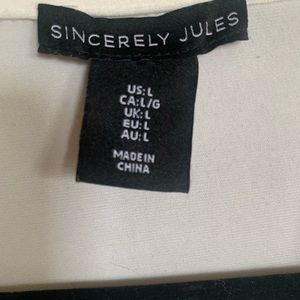 SINCERELY JULES
US:L
CA:L/G
UK:L
EU:L
AU:L
MADE IN
CHINA